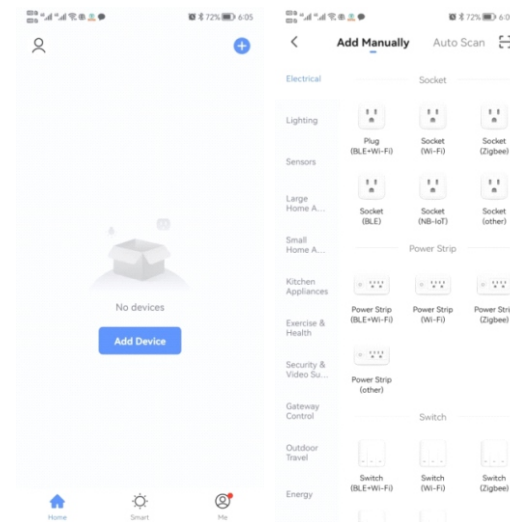 72% 6:05
No devices
Add Device
Home
Smart
Me
72% 6:0
Add Manually
Auto Scan
Electrical
Lighting
Sensors
Large
Home A...
Small
Home A...
Kitchen
Appliances
Exercise &
Health
Security &
Video Su...
Gateway
Control
Outdoor
Travel
Energy
Socket
Plug
(BLE+Wi-Fi)
Socket
(Wi-Fi)
Socket
(Zigbee)
Socket
(BLE)
Socket
(NB-IoT)
Socket
(other)
Power Strip
Power Strip
(BLE+Wi-Fi)
Power Strip
(Wi-Fi)
Power Stri
(Zigbee)
Power Strip
(other)
Switch
Switch
(BLE+Wi-Fi)
Switch
(Wi-Fi)
Switch
(Zigbee)